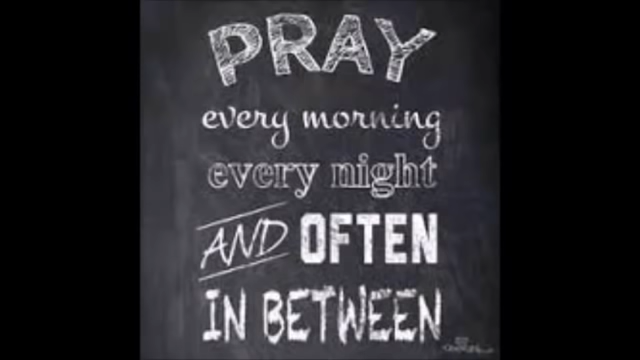 PRAY
every morning
every night
AND OFTEN
IN BETWEEN